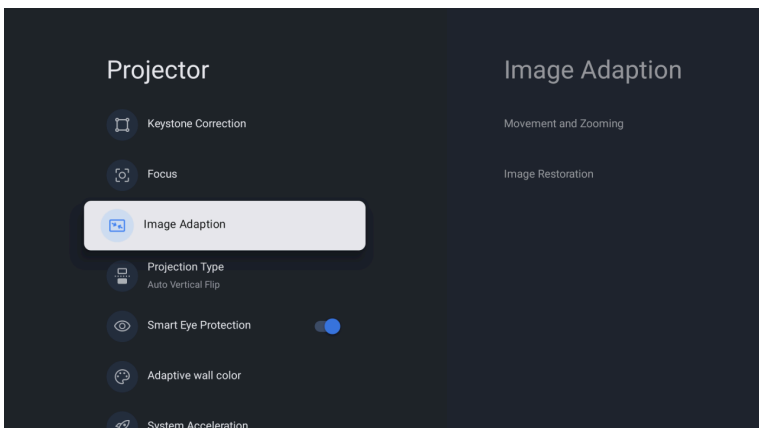 Projector
Keystone Correction
Focus
Image Adaption
Projection Type
Auto Vertical Flip
Smart Eye Protection
Adaptive wall color
System Acceleration
Image Adaption
Movement and Zooming
Image Restoration